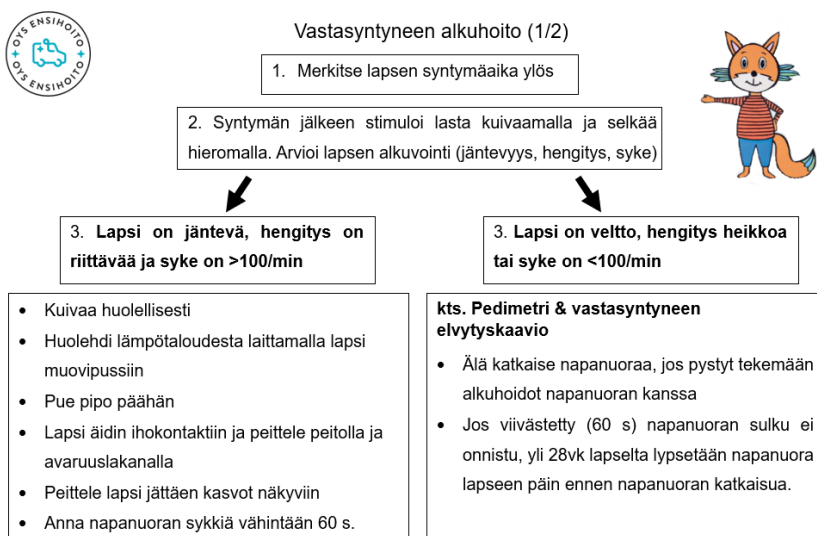 OYS ENSIHOITO
OYS ENSIHOITO
Vastasyntyneen alkuhoito (1/2)
1. Merkitse lapsen syntymäaika ylös
2. Syntymän jälkeen stimuloi lasta kuivaamalla ja selkää
hieromalla. Arvioi lapsen alkuvointi (jäntevyys, hengitys, syke)
3. Lapsi on jäntevä, hengitys on
riittävää ja syke on >100/min
• Kuivaa huolellisesti
• Huolehdi lämpötaloudesta laittamalla lapsi
muovipussiin
• Pue pipo päähän
• Lapsi äidin ihokontaktiin ja peittele peitolla ja
avaruuslakanalla
• Peittele lapsi jättäen kasvot näkyviin
• Anna napanuoran sykkiä vähintään 60 s.
3. Lapsi on veltto, hengitys heikkoa
tai syke on <100/min
kts. Pedimetri & vastasyntyneen
elvytyskaavio
• Älä katkaise napanuoraa, jos pystyt tekemään
alkuhoidot napanuoran kanssa
• Jos viivästetty (60 s) napanuoran sulku ei
onnistu, yli 28vk lapselta lypsetään napanuora
lapseen päin ennen napanuoran katkaisua.